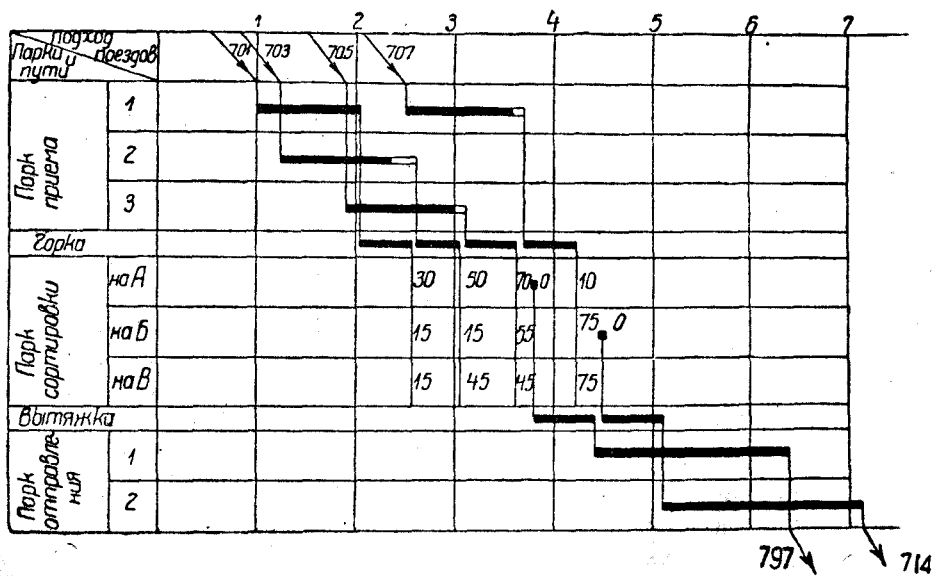 1 2 3 4 5 6 7
Подход
поездов
Парки и
пути
701 703 705 707
Парк
приема
1
2
3
Горка
Парк
сортировки
на А 30 50 70 0 10
на Б 15 15 55 75 0
на В 15 45 45 75
Вытяжка
Парк
отправле-
ния
1
2
797 714